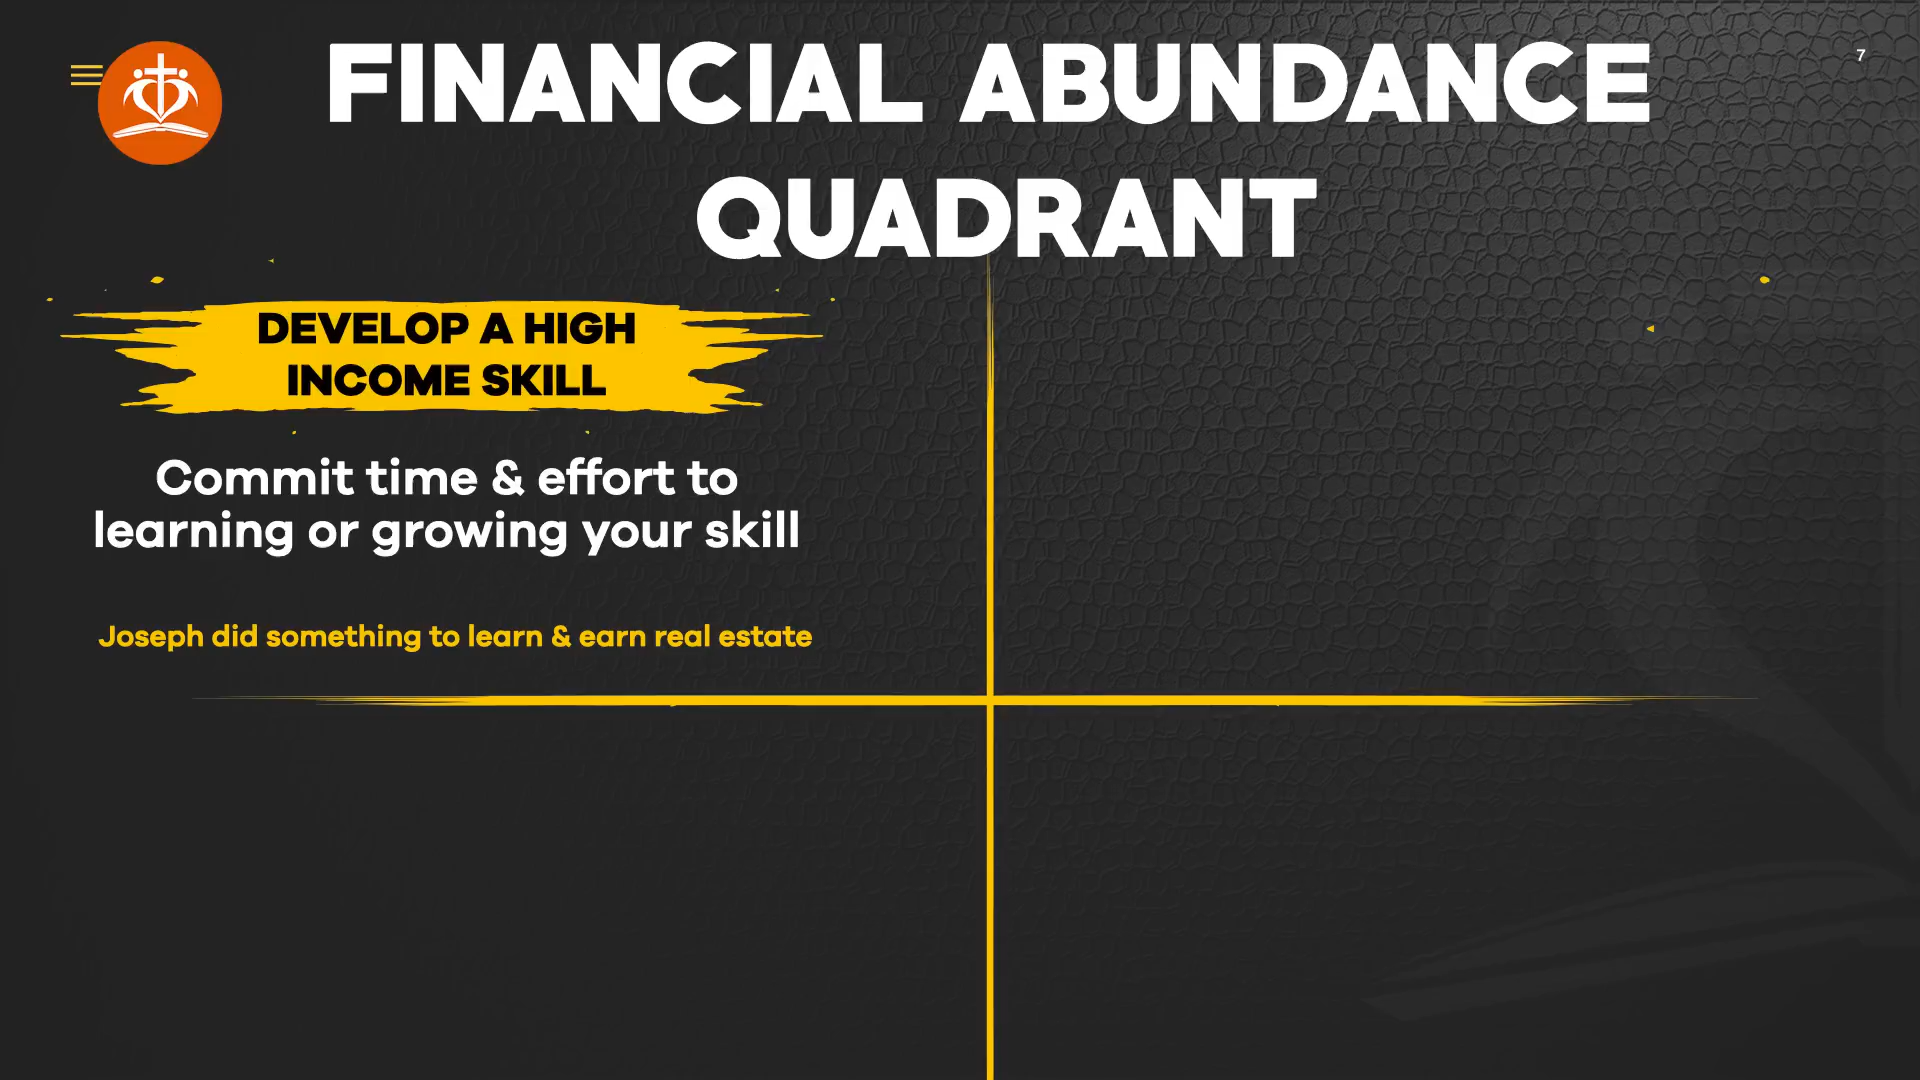 FINANCIAL ABUNDANCE
QUADRANT
7
DEVELOP A HIGH
INCOME SKILL
Commit time & effort to
learning or growing your skill
Joseph did something to learn & earn real estate